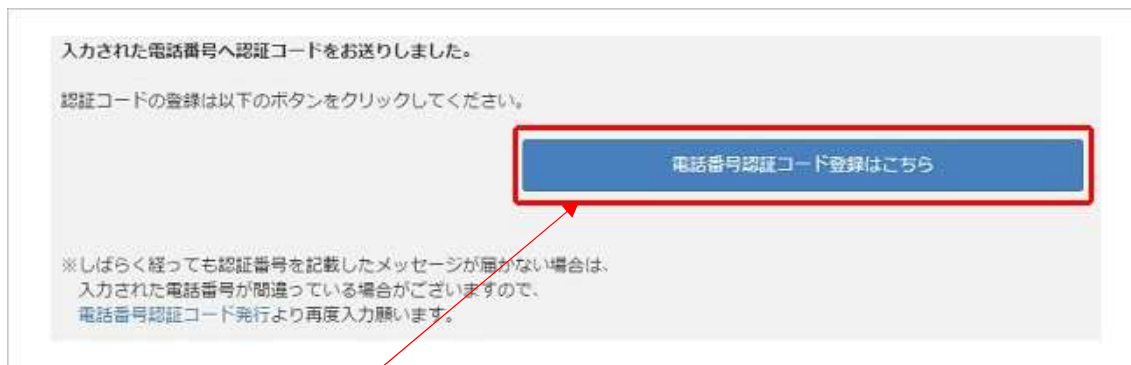 入力された電話番号へ認証コードをお送りしました。
認証コードの登録は以下のボタンをクリックしてください。
電話番号認証コード登録はこちら
※しばらく経っても認証番号を記載したメッセージが届かない場合は、
入力された電話番号が間違っている場合がございますので、
電話番号認証コード発行より再度入力願います。